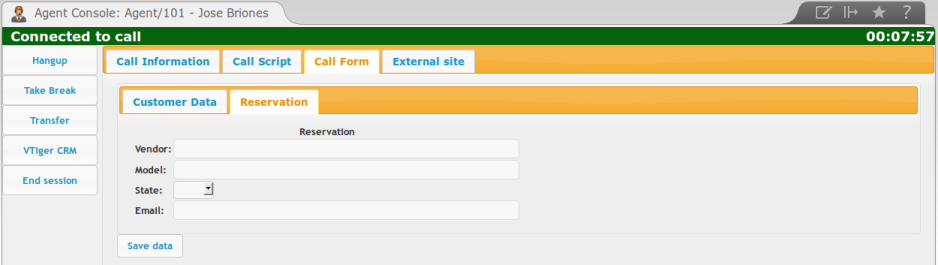 Agent Console: Agent/101 - Jose Briones
?
Connected to call 00:07:57
Hangup
Take Break
Transfer
VTiger CRM
End session
Call Information Call Script Call Form External site
Customer Data Reservation
Reservation
Vendor:
Model:
State:
Email:
Save data